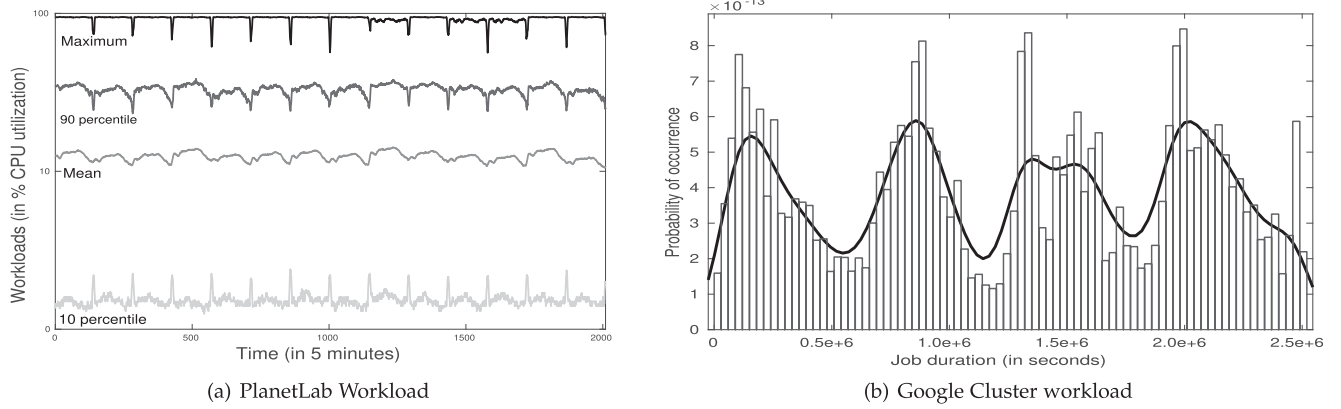 100
Maximum
90 percentile
Mean
10
10 percentile
0
0 500 1000 1500 2000
Time (in 5 minutes)
Workloads (in % CPU utilization)
(a) PlanetLab Workload
×10^-13
8
7
6
5
4
3
2
1
0
0 0.5e+6 1.0e+6 1.5e+6 2.0e+6 2.5e+6
Job duration (in seconds)
Probability of occurrence
(b) Google Cluster workload